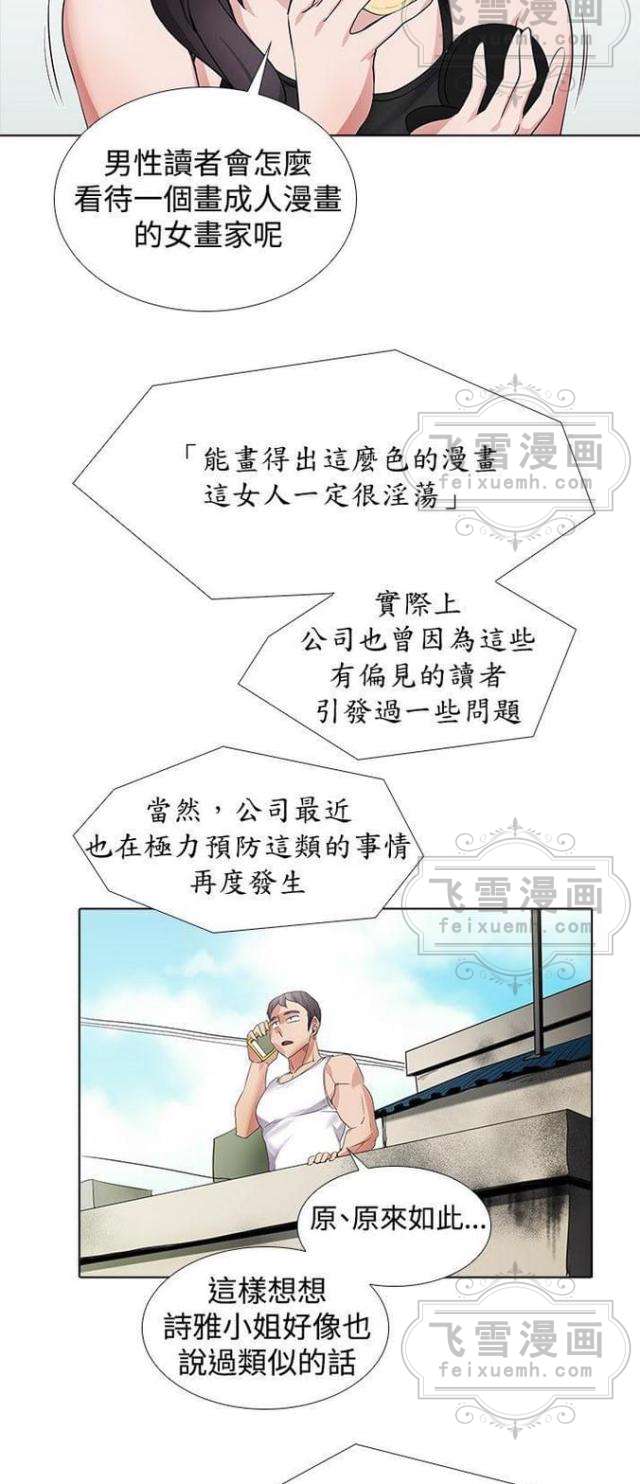 飞雪漫画
feixuemh.com
男性讀者會怎麼
看待一個畫成人漫畫
的女畫家呢
飞雪漫画
feixuemh.com
「能畫得出這麼色的漫畫
這女人一定很淫蕩」
實際上
公司也曾因為這些
有偏見的讀者
引發過一些問題
當然，公司最近
也在極力預防這類的事情
再度發生
飞雪漫画
feixuemh.com
原、原來如此...
這樣想想
詩雅小姐好像也
說過類似的話
飞雪漫画
feixuemh.com